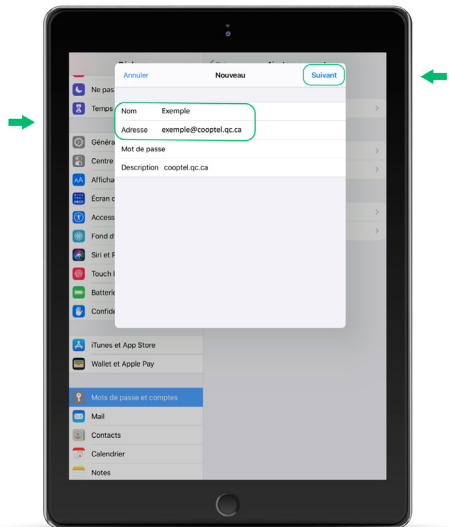 Annuler
Nouveau
Suivant
Nom Exemple
Adresse exemple@cooptel.qc.ca
Mot de passe
Description cooptel.qc.ca
Ne pas
Temps
Généra
Centre
Afficha
Écran d
Access
Fond d
Siri et
Touch
Batterie
Confide
iTunes et App Store
Wallet et Apple Pay
Mots de passe et comptes
Mail
Contacts
Calendrier
Notes